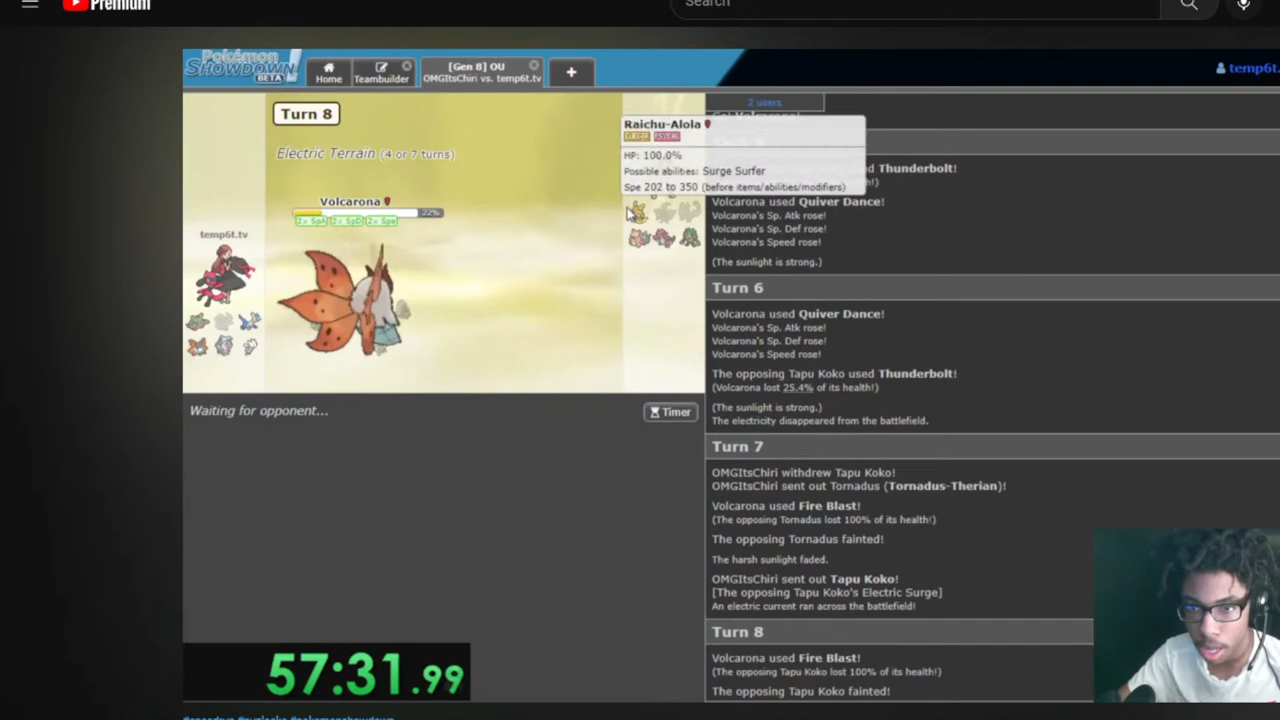 Premium
Search
Pokémon
SHOWDOWN!
BETA
Home
Teambuilder
[Gen 8] OU
OMGItsChiri vs. temp6t.tv
+
temp6t.
Turn 8
Electric Terrain (4 or 7 turns)
Volcarona
22%
2× SpA 2× SpD 2× Spe
temp6t.tv
Raichu-Alola
HP: 100.0%
Possible abilities: Surge Surfer
Spe 202 to 350 (before items/abilities/modifiers)
Waiting for opponent...
Timer
57:31.99
2 users
Thunderbolt!
Volcarona used Quiver Dance!
Volcarona's Sp. Atk rose!
Volcarona's Sp. Def rose!
Volcarona's Speed rose!
(The sunlight is strong.)
Turn 6
Volcarona used Quiver Dance!
Volcarona's Sp. Atk rose!
Volcarona's Sp. Def rose!
Volcarona's Speed rose!
The opposing Tapu Koko used Thunderbolt!
(Volcarona lost 25.4% of its health!)
(The sunlight is strong.)
The electricity disappeared from the battlefield.
Turn 7
OMGItsChiri withdrew Tapu Koko!
OMGItsChiri sent out Tornadus (Tornadus-Therian)!
Volcarona used Fire Blast!
(The opposing Tornadus lost 100% of its health!)
The opposing Tornadus fainted!
The harsh sunlight faded.
OMGItsChiri sent out Tapu Koko!
[The opposing Tapu Koko's Electric Surge]
An electric current ran across the battlefield!
Turn 8
Volcarona used Fire Blast!
(The opposing Tapu Koko lost 100% of its health!)
The opposing Tapu Koko fainted!